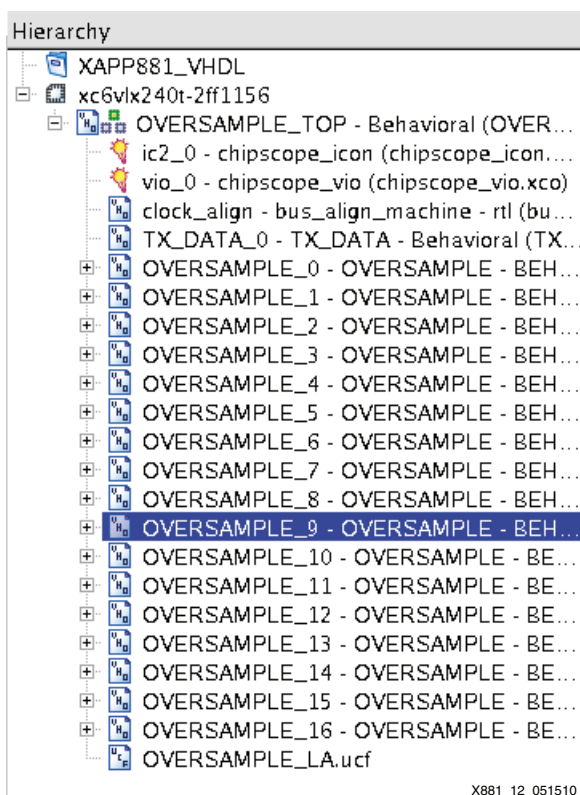 Hierarchy
XAPP881_VHDL
xc6vlx240t-2ff1156
OVERSAMPLE_TOP - Behavioral (OVER...
ic2_0 - chipscope_icon (chipscope_icon....
vio_0 - chipscope_vio (chipscope_vio.xco)
clock_align - bus_align_machine - rtl (bu...
TX_DATA_0 - TX_DATA - Behavioral (TX...
OVERSAMPLE_0 - OVERSAMPLE - BEH...
OVERSAMPLE_1 - OVERSAMPLE - BEH...
OVERSAMPLE_2 - OVERSAMPLE - BEH...
OVERSAMPLE_3 - OVERSAMPLE - BEH...
OVERSAMPLE_4 - OVERSAMPLE - BEH...
OVERSAMPLE_5 - OVERSAMPLE - BEH...
OVERSAMPLE_6 - OVERSAMPLE - BEH...
OVERSAMPLE_7 - OVERSAMPLE - BEH...
OVERSAMPLE_8 - OVERSAMPLE - BEH...
OVERSAMPLE_9 - OVERSAMPLE - BEH...
OVERSAMPLE_10 - OVERSAMPLE - BE...
OVERSAMPLE_11 - OVERSAMPLE - BE...
OVERSAMPLE_12 - OVERSAMPLE - BE...
OVERSAMPLE_13 - OVERSAMPLE - BE...
OVERSAMPLE_14 - OVERSAMPLE - BE...
OVERSAMPLE_15 - OVERSAMPLE - BE...
OVERSAMPLE_16 - OVERSAMPLE - BE...
OVERSAMPLE_LA.ucf
X881_12_051510